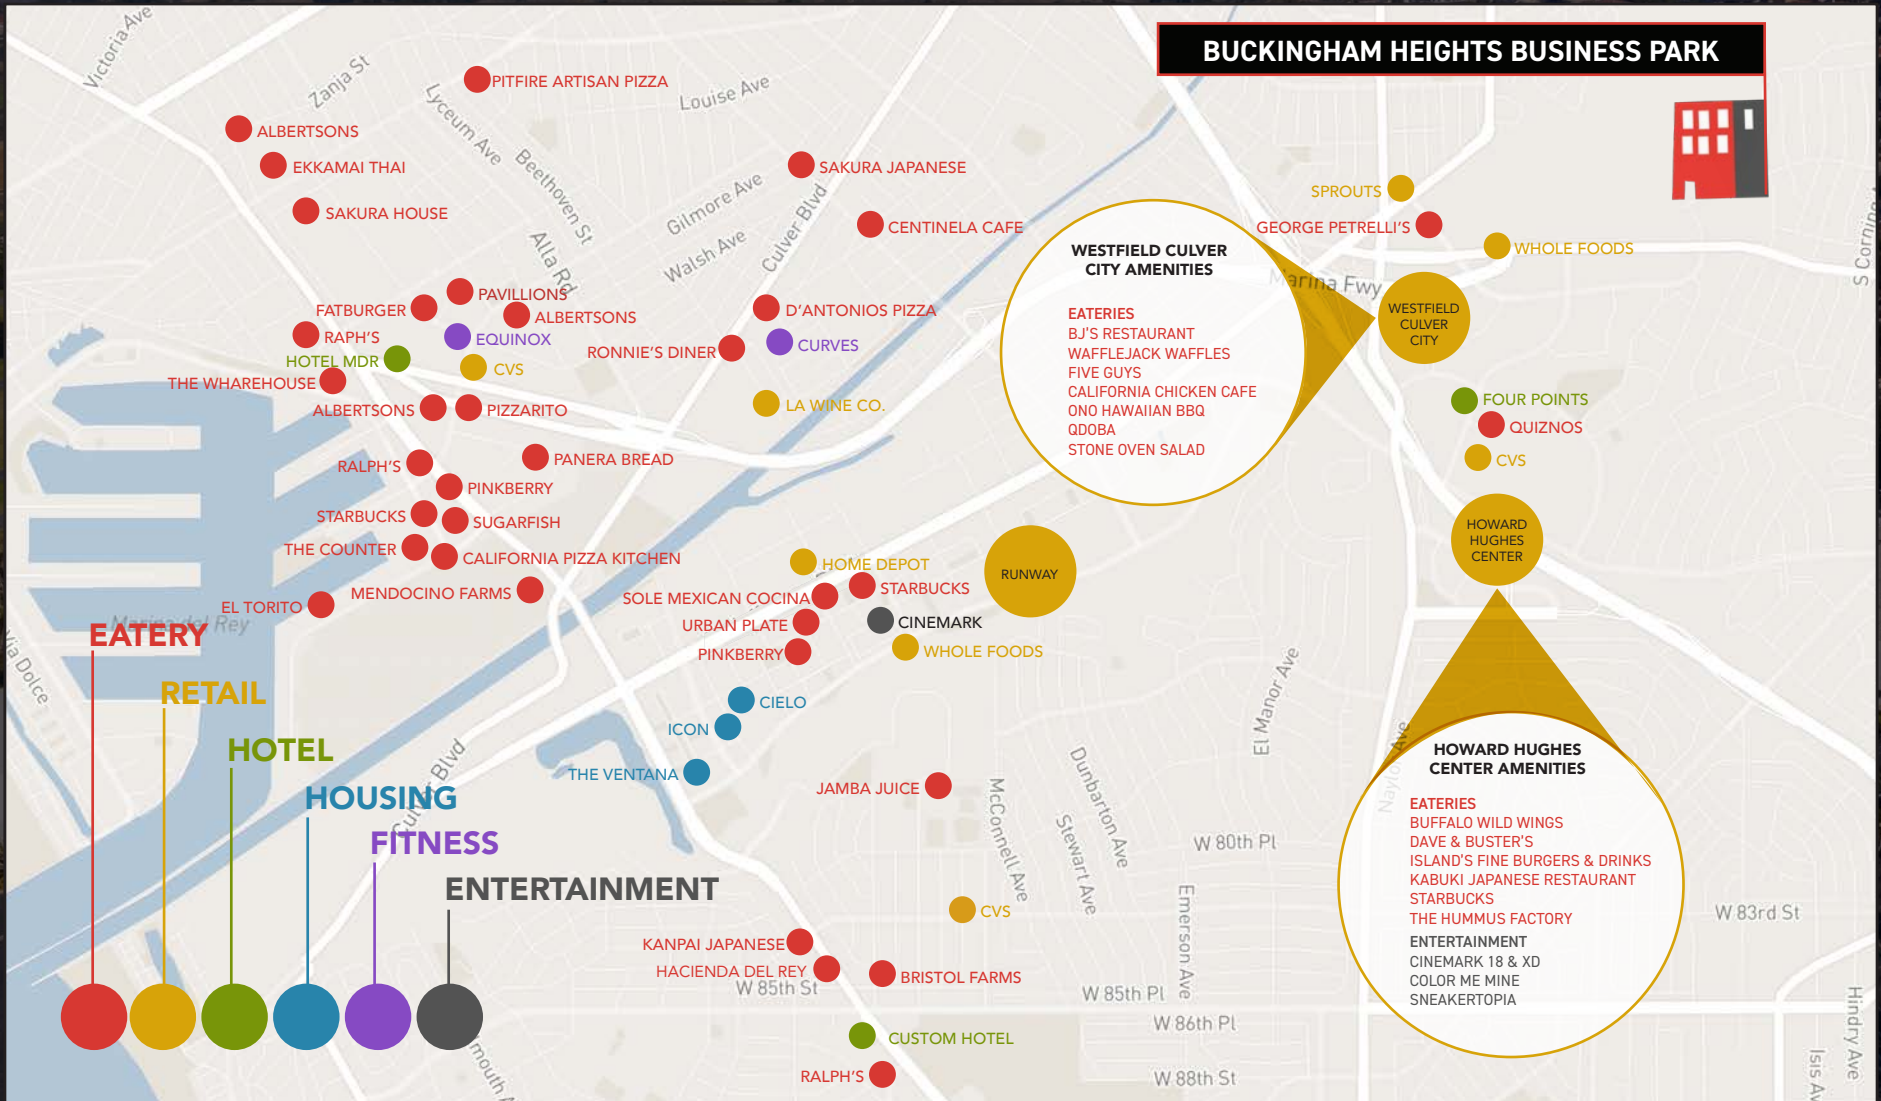 BUCKINGHAM HEIGHTS BUSINESS PARK
Victoria Ave
Zanja St
Lyceum Ave
Louise Ave
Beethoven St
Gilmore Ave
Walsh Ave
Culver Blvd
Alla Rd
PITFIRE ARTISAN PIZZA
ALBERTSONS
EKKAMAI THAI
SAKURA HOUSE
SAKURA JAPANESE
CENTINELA CAFE
SPROUTS
GEORGE PETRELLI'S
WHOLE FOODS
Marina Fwy
S Corning
PAVILLIONS
FATBURGER
ALBERTSONS
RAPH'S
EQUINOX
HOTEL MDR
CVS
THE WHAREHOUSE
ALBERTSONS
PIZZARITO
D'ANTONIOS PIZZA
RONNIE'S DINER
CURVES
LA WINE CO.
PANERA BREAD
RALPH'S
PINKBERRY
STARBUCKS
SUGARFISH
THE COUNTER
CALIFORNIA PIZZA KITCHEN
MENDOCINO FARMS
EL TORITO
Marina del Rey
Via Dolce
WESTFIELD CULVER
CITY AMENITIES
EATERIES
BJ'S RESTAURANT
WAFFLEJACK WAFFLES
FIVE GUYS
CALIFORNIA CHICKEN CAFE
ONO HAWAIIAN BBQ
QDOBA
STONE OVEN SALAD
WESTFIELD
CULVER
CITY
FOUR POINTS
QUIZNOS
CVS
HOWARD
HUGHES
CENTER
HOME DEPOT
STARBUCKS
SOLE MEXICAN COCINA
URBAN PLATE
CINEMARK
PINKBERRY
WHOLE FOODS
RUNWAY
CIELO
ICON
THE VENTANA
JAMBA JUICE
Culver Blvd
McConnell Ave
Dunbarton Ave
Stewart Ave
El Manor Ave
Emerson Ave
Naylor Ave
W 80th Pl
W 83rd St
CVS
KANPAI JAPANESE
HACIENDA DEL REY
BRISTOL FARMS
W 85th St
W 85th Pl
W 86th Pl
CUSTOM HOTEL
RALPH'S
W 88th St
Hindry Ave
HOWARD HUGHES
CENTER AMENITIES
EATERIES
BUFFALO WILD WINGS
DAVE & BUSTER'S
ISLAND'S FINE BURGERS & DRINKS
KABUKI JAPANESE RESTAURANT
STARBUCKS
THE HUMMUS FACTORY
ENTERTAINMENT
CINEMARK 18 & XD
COLOR ME MINE
SNEAKERTOPIA
EATERY
RETAIL
HOTEL
HOUSING
FITNESS
ENTERTAINMENT